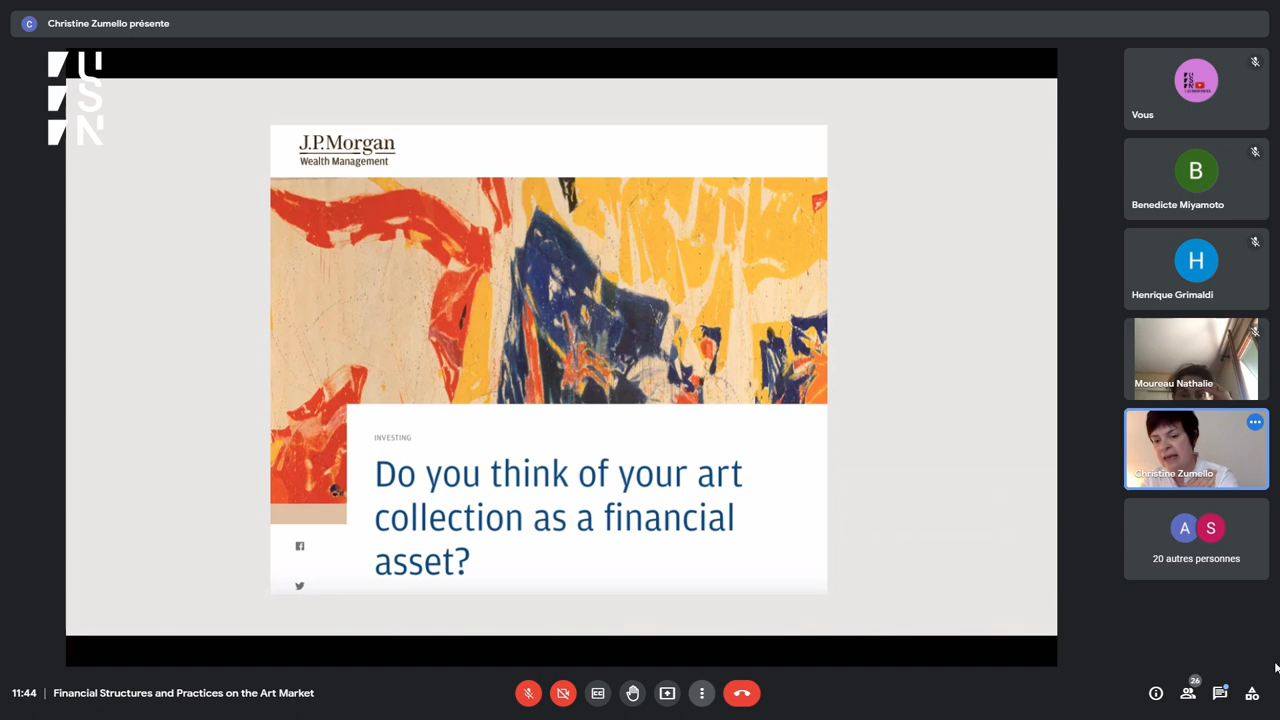 C
Christine Zumello présente
U
S
N
J.P.Morgan
Wealth Management
INVESTING
Do you think of your art
collection as a financial
asset?
Vous
B
Benedicte Miyamoto
H
Henrique Grimaldi
Moureau Nathalie
Christine Zumello
A S
20 autres personnes
11:44 | Financial Structures and Practices on the Art Market
26